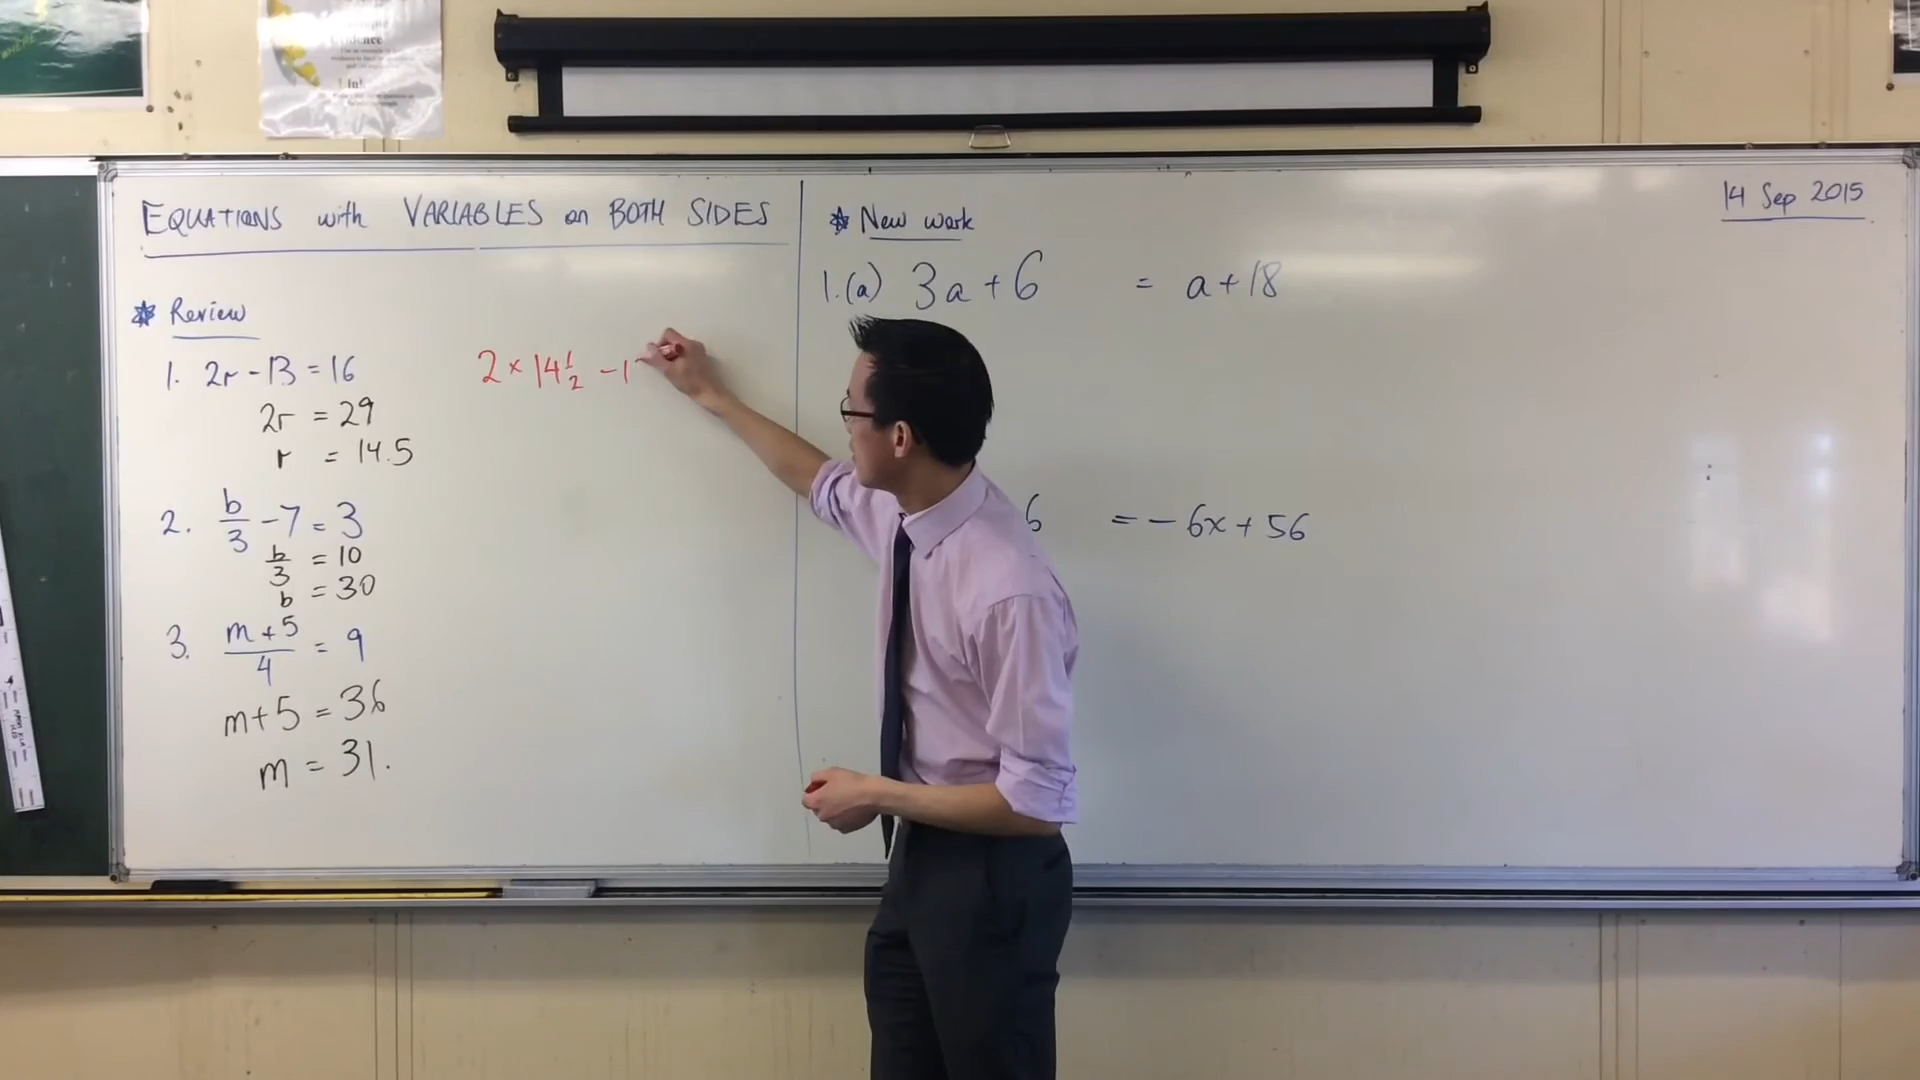 EQUATIONS with VARIABLES on BOTH SIDES
* Review
1. 2r - 13 = 16
2r = 29
r = 14.5
2. b/3 - 7 = 3
b/3 = 10
b = 30
3. (m+5)/4 = 9
m+5 = 36
m = 31.
2 × 14 1/2 - 1
* New work
1.(a) 3a + 6 = a + 18
6 = - 6x + 56
14 Sep 2015